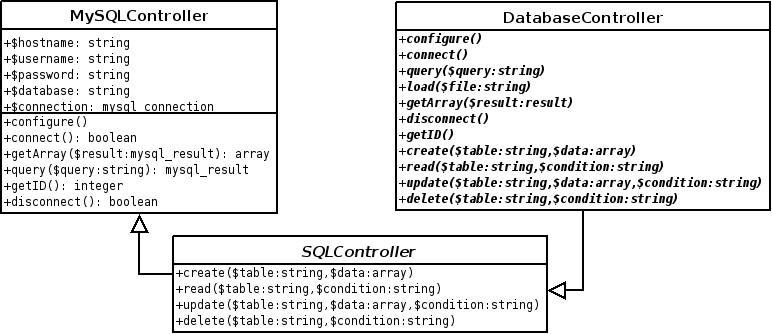 MySQLController
+$hostname: string
+$username: string
+$password: string
+$database: string
+$connection: mysql_connection
+configure()
+connect(): boolean
+getArray($result:mysql_result): array
+query($query:string): mysql_result
+getID(): integer
+disconnect(): boolean
DatabaseController
+configure()
+connect()
+query($query:string)
+load($file:string)
+getArray($result:result)
+disconnect()
+getID()
+create($table:string,$data:array)
+read($table:string,$condition:string)
+update($table:string,$data:array,$condition:string)
+delete($table:string,$condition:string)
SQLController
+create($table:string,$data:array)
+read($table:string,$condition:string)
+update($table:string,$data:array,$condition:string)
+delete($table:string,$condition:string)